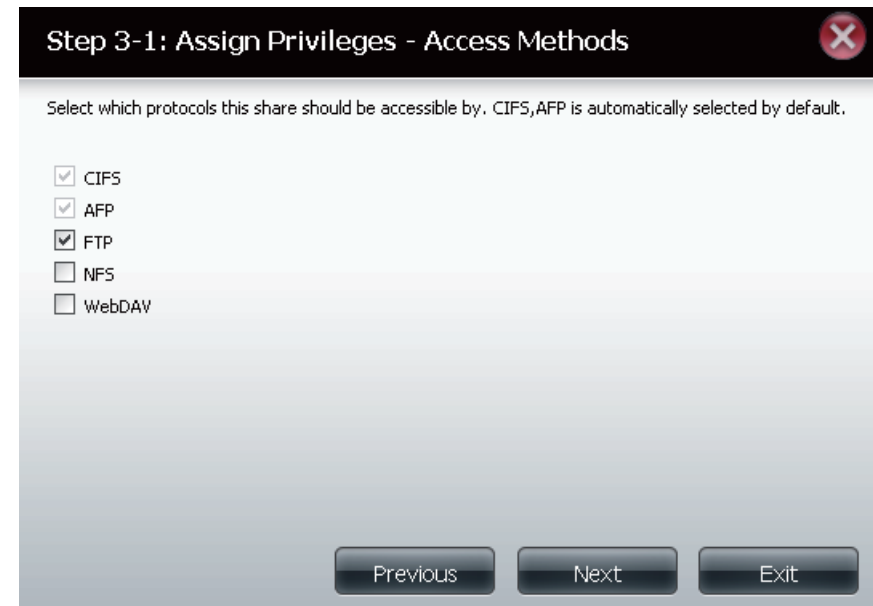 Step 3-1: Assign Privileges - Access Methods
Select which protocols this share should be accessible by. CIFS,AFP is automatically selected by default.
CIFS
AFP
FTP
NFS
WebDAV
Previous Next Exit